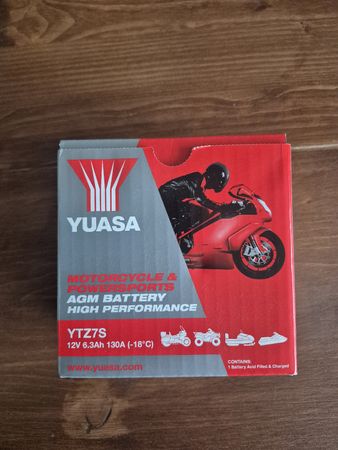 YUASA
MOTORCYCLE &
POWERSPORTS
AGM BATTERY
HIGH PERFORMANCE
YTZ7S
12V 6.3Ah 130A (-18°C)
www.yuasa.com
CONTAINS:
1 Battery Acid Filled & Charged